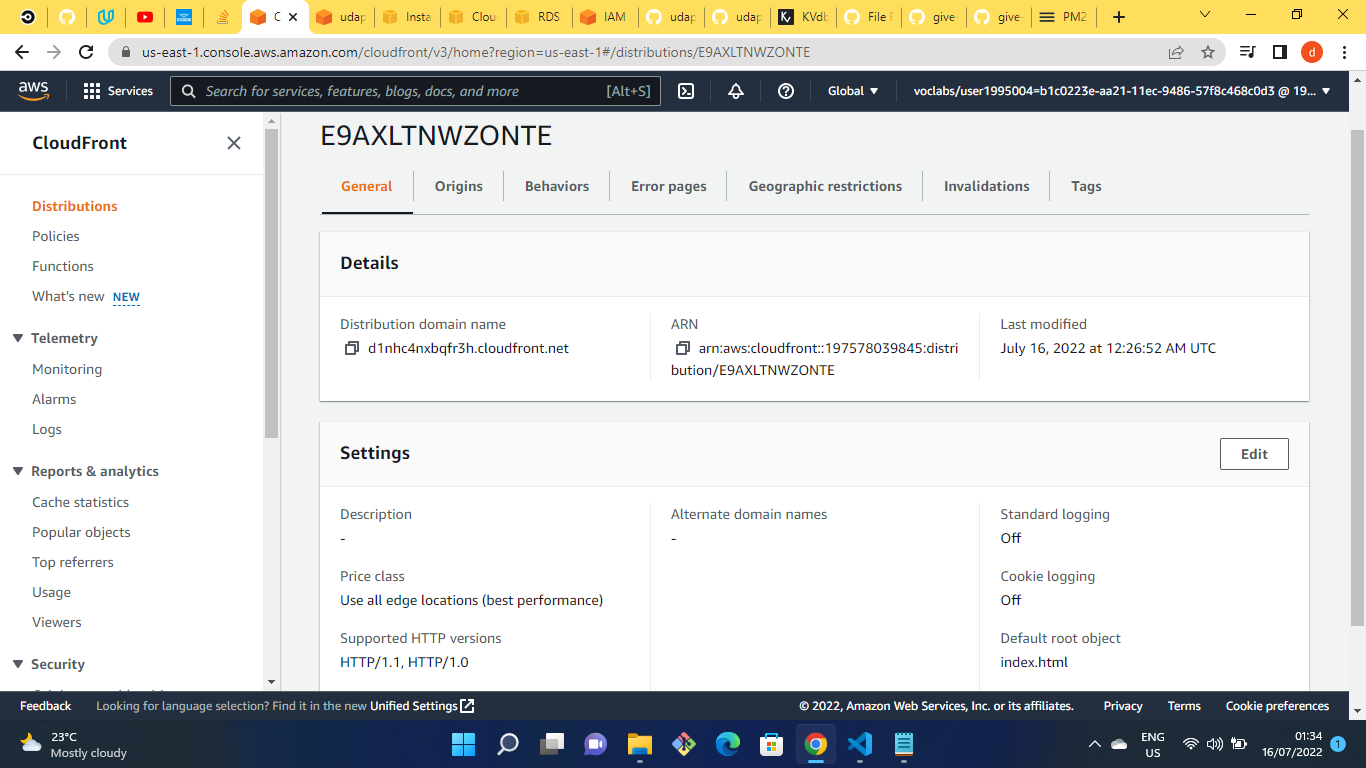 C
udap
Insta
Clou
RDS
IAM
udap
udap
KVdb
File F
give-
give-
PM2
us-east-1.console.aws.amazon.com/cloudfront/v3/home?region=us-east-1#/distributions/E9AXLTNWZONTE
d
aws
Services
Search for services, features, blogs, docs, and more
[Alt+S]
Global
voclabs/user1995004=b1c0223e-aa21-11ec-9486-57f8c468c0d3 @ 19...
CloudFront
Distributions
Policies
Functions
What's new NEW
Telemetry
Monitoring
Alarms
Logs
Reports & analytics
Cache statistics
Popular objects
Top referrers
Usage
Viewers
Security
E9AXLTNWZONTE
General
Origins
Behaviors
Error pages
Geographic restrictions
Invalidations
Tags
Details
Distribution domain name
d1nhc4nxbqfr3h.cloudfront.net
ARN
arn:aws:cloudfront::197578039845:distri
bution/E9AXLTNWZONTE
Last modified
July 16, 2022 at 12:26:52 AM UTC
Settings
Edit
Description
-
Price class
Use all edge locations (best performance)
Supported HTTP versions
HTTP/1.1, HTTP/1.0
Alternate domain names
-
Standard logging
Off
Cookie logging
Off
Default root object
index.html
Feedback
Looking for language selection? Find it in the new Unified Settings
© 2022, Amazon Web Services, Inc. or its affiliates.
Privacy
Terms
Cookie preferences
23°C
Mostly cloudy
ENG
US
01:34
16/07/2022
1